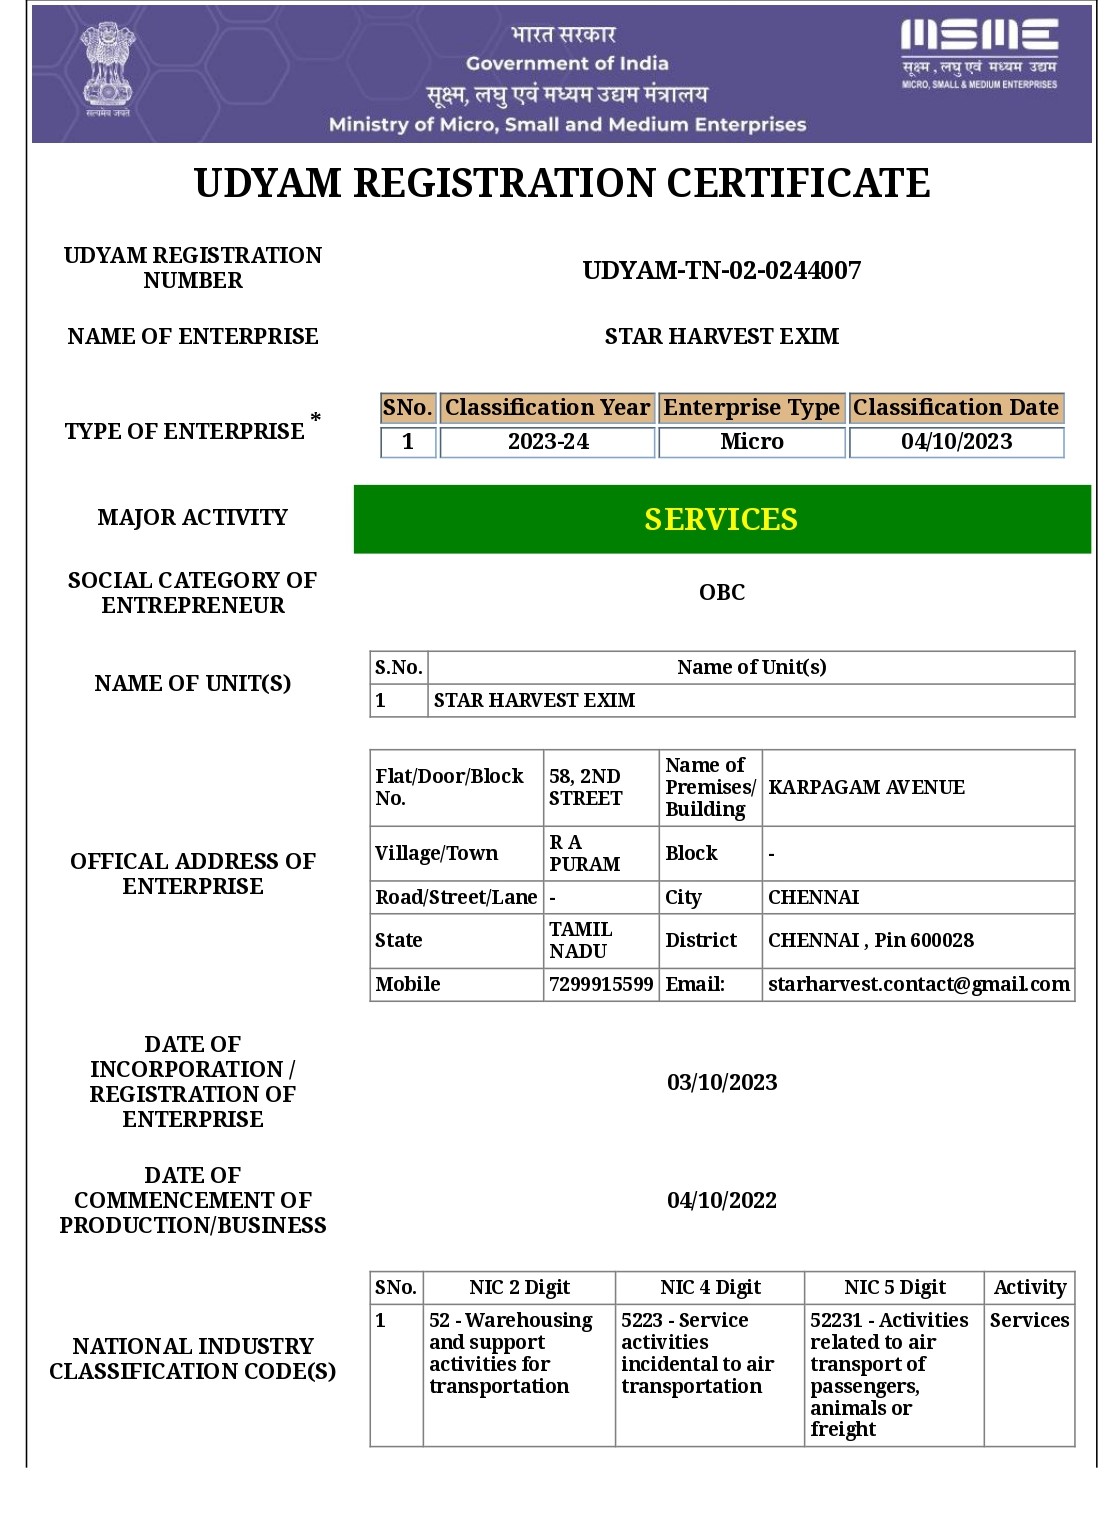 सत्यमेव जयते
भारत सरकार
Government of India
सूक्ष्म, लघु एवं मध्यम उद्यम मंत्रालय
Ministry of Micro, Small and Medium Enterprises
MSME
सूक्ष्म, लघु एवं मध्यम उद्यम
MICRO, SMALL & MEDIUM ENTERPRISES
UDYAM REGISTRATION CERTIFICATE
UDYAM REGISTRATION
NUMBER
UDYAM-TN-02-0244007
NAME OF ENTERPRISE
STAR HARVEST EXIM
TYPE OF ENTERPRISE *
SNo. Classification Year Enterprise Type Classification Date
1 2023-24 Micro 04/10/2023
MAJOR ACTIVITY
SERVICES
SOCIAL CATEGORY OF
ENTREPRENEUR
OBC
NAME OF UNIT(S)
S.No. Name of Unit(s)
1 STAR HARVEST EXIM
OFFICAL ADDRESS OF
ENTERPRISE
Flat/Door/Block
No.
58, 2ND
STREET
Name of
Premises/
Building
KARPAGAM AVENUE
Village/Town
R A
PURAM
Block
-
Road/Street/Lane
-
City
CHENNAI
State
TAMIL
NADU
District
CHENNAI , Pin 600028
Mobile
7299915599
Email:
starharvest.contact@gmail.com
DATE OF
INCORPORATION /
REGISTRATION OF
ENTERPRISE
03/10/2023
DATE OF
COMMENCEMENT OF
PRODUCTION/BUSINESS
04/10/2022
NATIONAL INDUSTRY
CLASSIFICATION CODE(S)
SNo. NIC 2 Digit NIC 4 Digit NIC 5 Digit Activity
1
52 - Warehousing
and support
activities for
transportation
5223 - Service
activities
incidental to air
transportation
52231 - Activities
related to air
transport of
passengers,
animals or
freight
Services